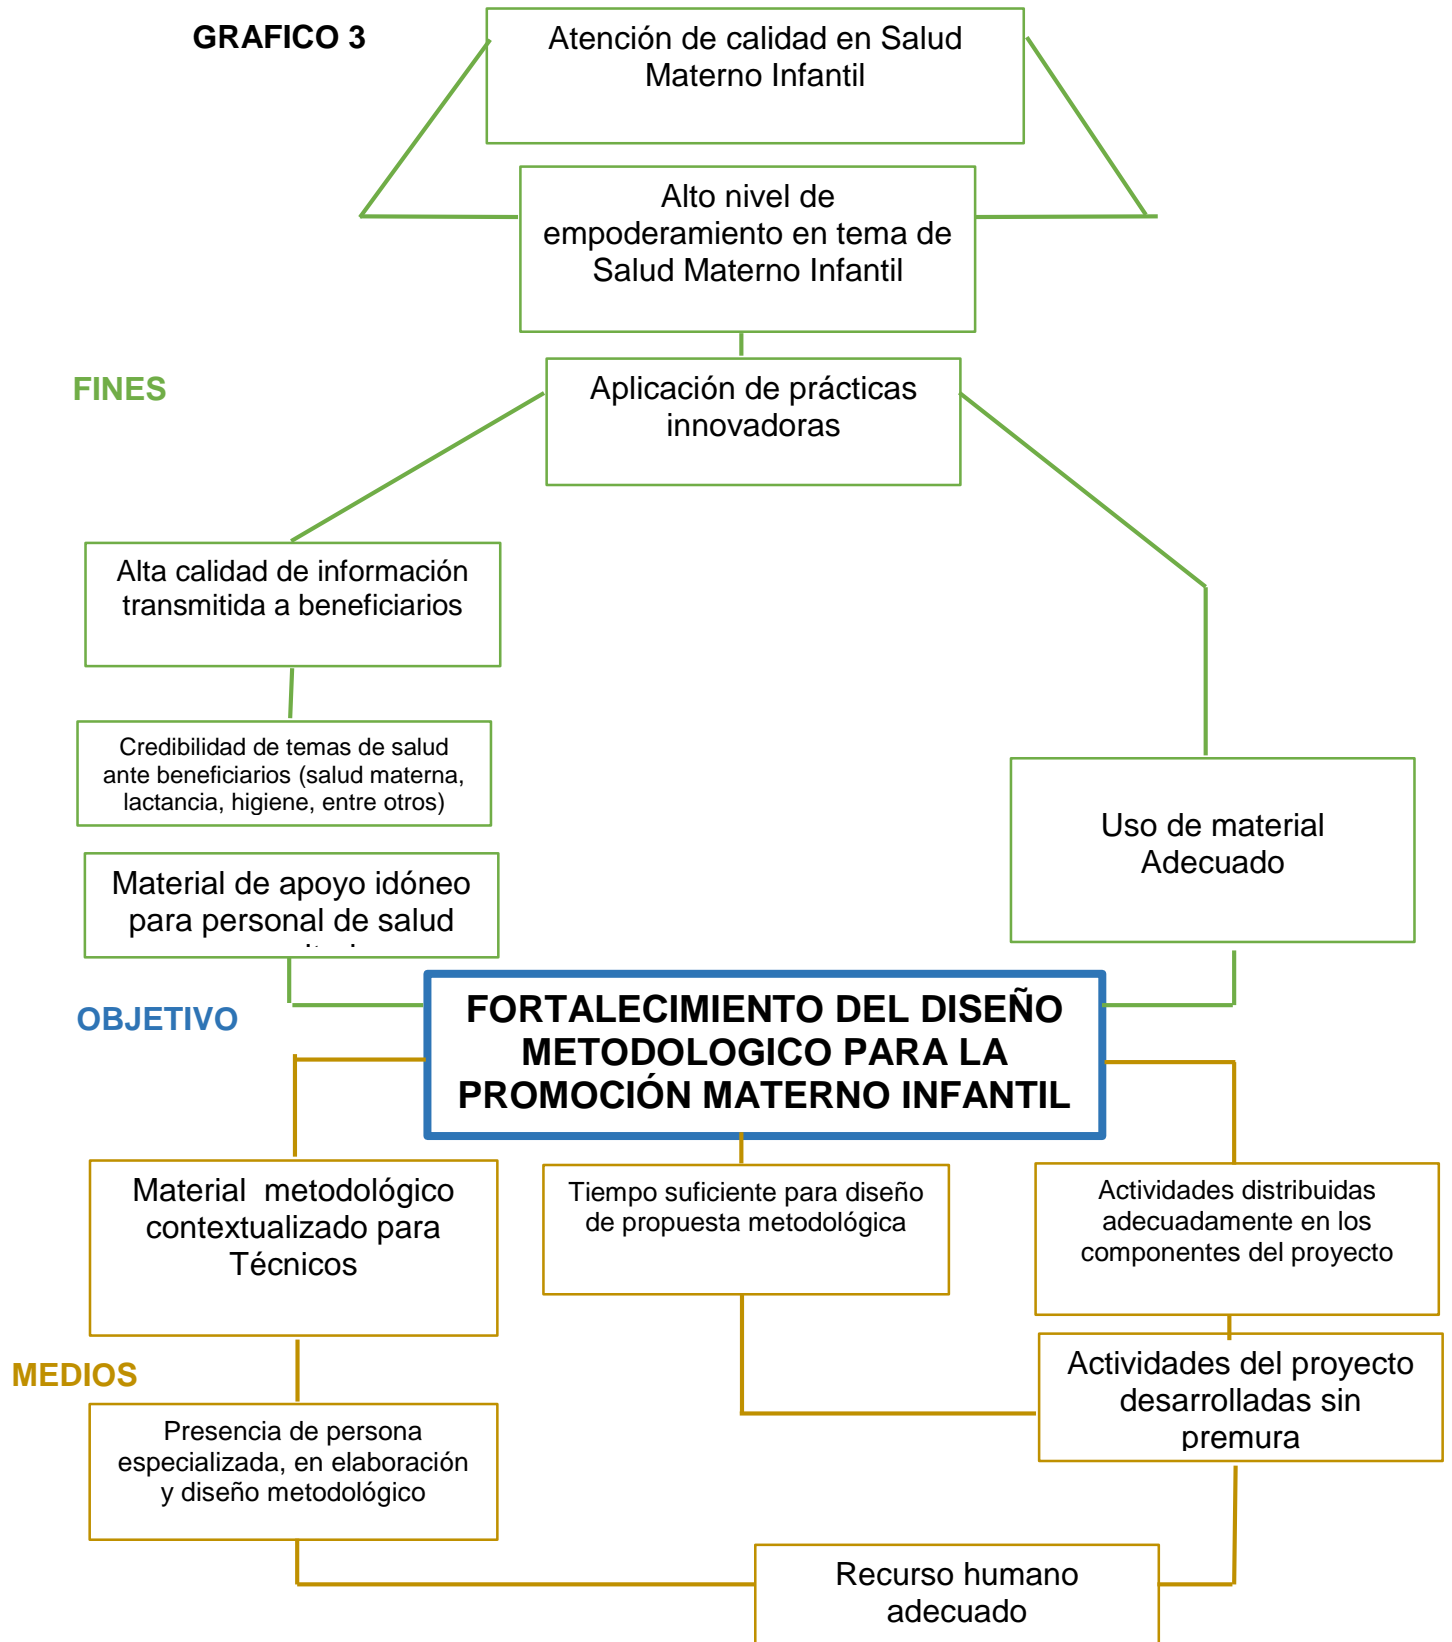 GRAFICO 3
Atención de calidad en Salud
Materno Infantil
Alto nivel de
empoderamiento en tema de
Salud Materno Infantil
FINES
Aplicación de prácticas
innovadoras
Alta calidad de información
transmitida a beneficiarios
Credibilidad de temas de salud
ante beneficiarios (salud materna,
lactancia, higiene, entre otros)
Uso de material
Adecuado
Material de apoyo idóneo
para personal de salud
OBJETIVO
FORTALECIMIENTO DEL DISEÑO
METODOLOGICO PARA LA
PROMOCIÓN MATERNO INFANTIL
Material  metodológico
contextualizado para
Técnicos
Tiempo suficiente para diseño
de propuesta metodológica
Actividades distribuidas
adecuadamente en los
componentes del proyecto
MEDIOS
Actividades del proyecto
desarrolladas sin
premura
Presencia de persona
especializada, en elaboración
y diseño metodológico
Recurso humano
adecuado